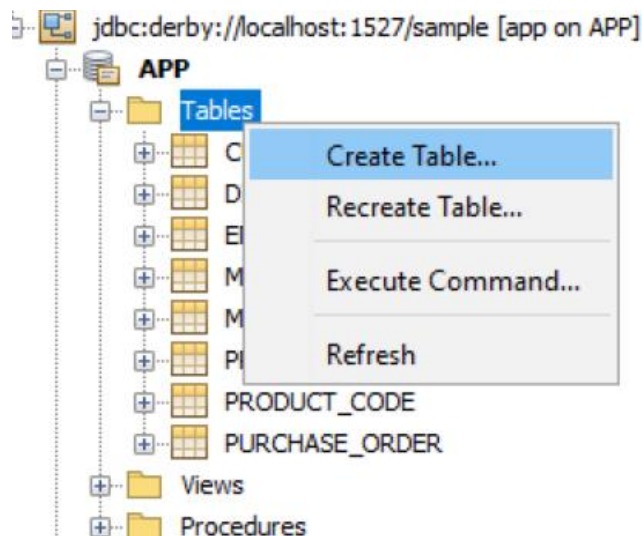 jdbc:derby://localhost:1527/sample [app on APP]
APP
Tables
Create Table...
Recreate Table...
Execute Command...
Refresh
PRODUCT_CODE
PURCHASE_ORDER
Views
Procedures